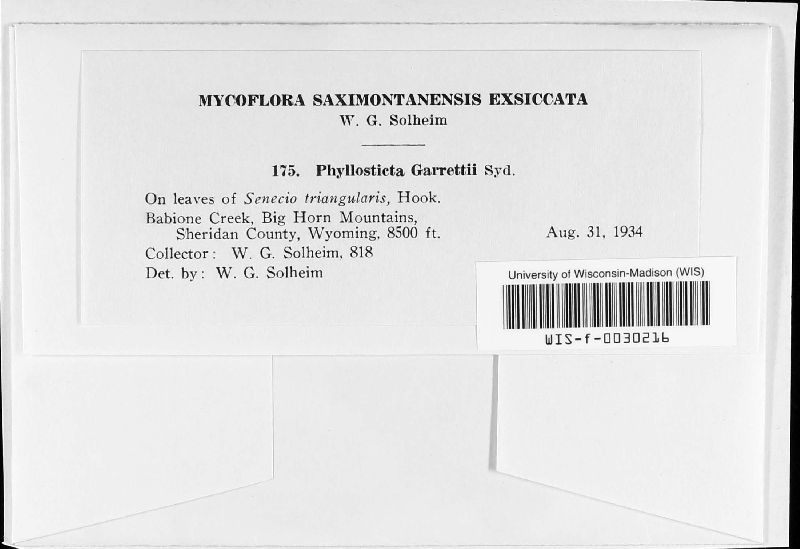 MYCOFLORA SAXIMONTANENSIS EXSICCATA
W. G. Solheim
175. Phyllosticta Garrettii Syd.
On leaves of Senecio triangularis, Hook.
Babione Creek, Big Horn Mountains,
Sheridan County, Wyoming, 8500 ft. Aug. 31, 1934
Collector: W. G. Solheim, 818
Det. by: W. G. Solheim
University of Wisconsin-Madison (WIS)
WIS-f-0030216